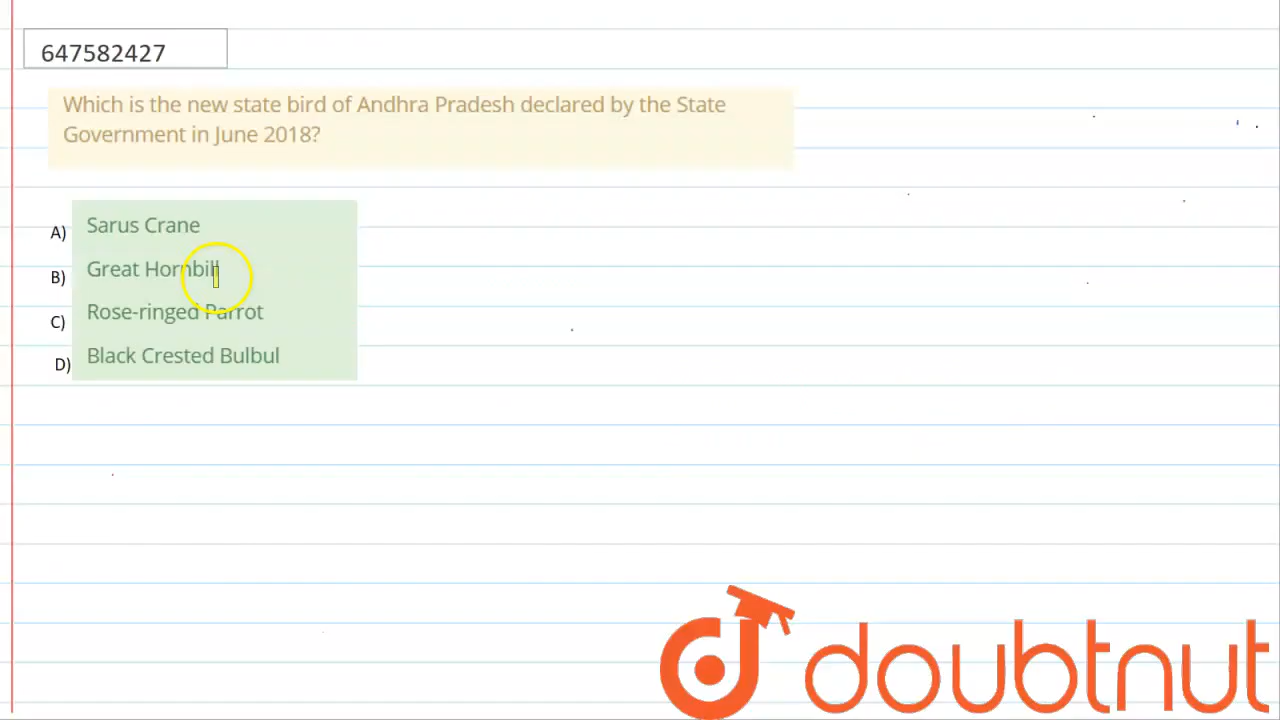 647582427
Which is the new state bird of Andhra Pradesh declared by the State
Government in June 2018?
A) Sarus Crane
B) Great Hornbill
C) Rose-ringed Parrot
D) Black Crested Bulbul
doubtnut